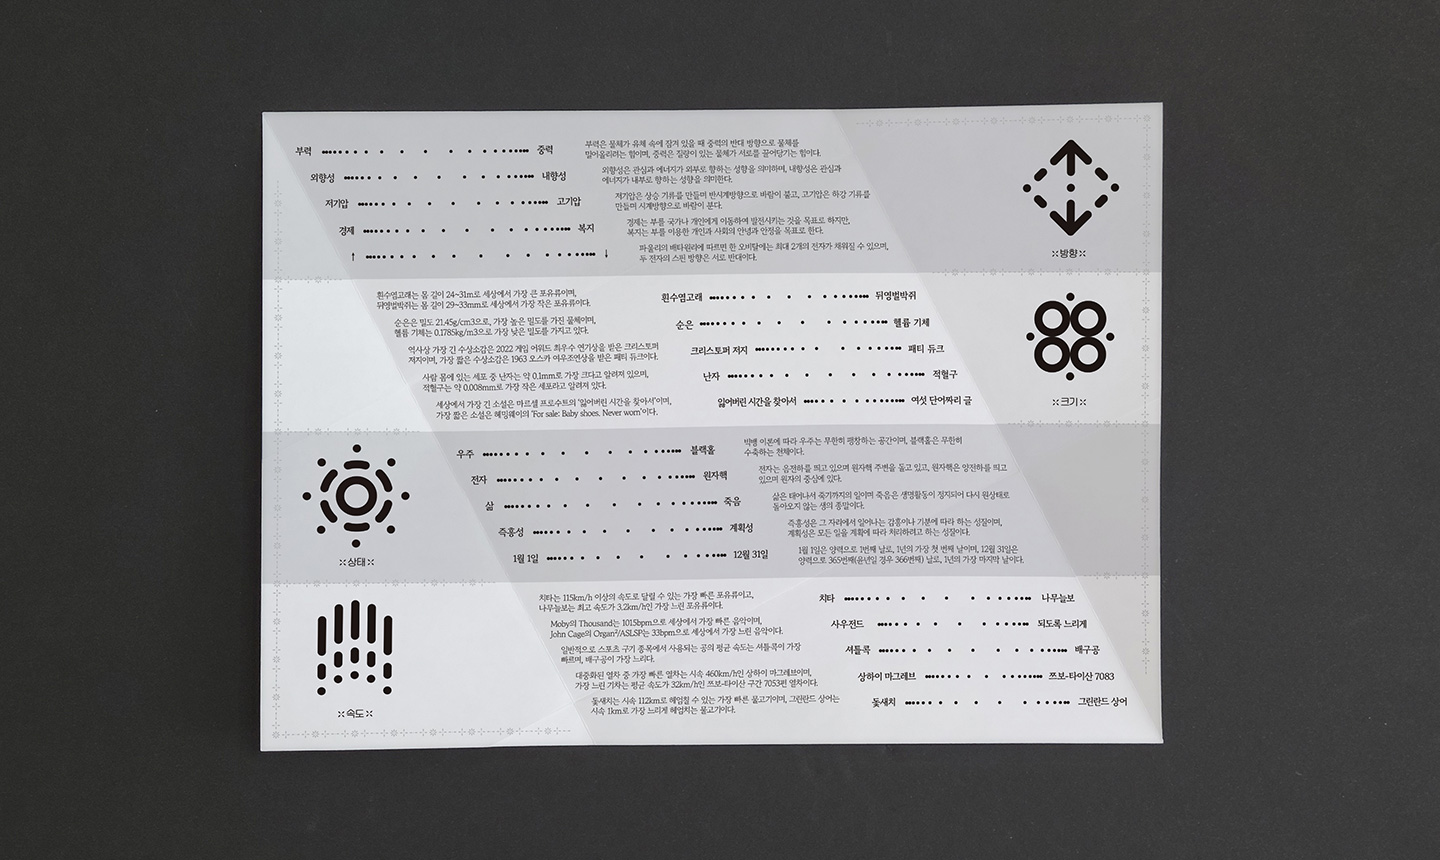 부력 중력
부력은 물체가 유체 속에 잠겨 있을 때 중력의 반대 방향으로 물체를
밀어올리려는 힘이며, 중력은 질량이 있는 물체가 서로를 끌어당기는 힘이다.
외향성 내향성
외향성은 관심과 에너지가 외부로 향하는 성향을 의미하며, 내향성은 관심과
에너지가 내부로 향하는 성향을 의미한다.
저기압 고기압
저기압은 상승 기류를 만들며 반시계방향으로 바람이 불고, 고기압은 하강 기류를
만들며 시계방향으로 바람이 분다.
경제 복지
경제는 부를 국가나 개인에게 이동하여 발전시키는 것을 목표로 하지만,
복지는 부를 이용한 개인과 사회의 안녕과 안정을 목표로 한다.
↑ ↓
파울리의 배타원리에 따르면 한 오비탈에는 최대 2개의 전자가 채워질 수 있으며,
두 전자의 스핀 방향은 서로 반대이다.
방향
흰수염고래는 몸 길이 24~31m로 세상에서 가장 큰 포유류이며,
뒤영벌박쥐는 몸 길이 29~33mm로 세상에서 가장 작은 포유류이다.
흰수염고래 뒤영벌박쥐
순은은 밀도 21.45g/cm3으로, 가장 높은 밀도를 가진 물체이며,
헬륨 기체는 0.1785kg/m3으로 가장 낮은 밀도를 가지고 있다.
순은 헬륨 기체
역사상 가장 긴 수상소감은 2022 게임 어워드 최우수 연기상을 받은 크리스토퍼
저지이며, 가장 짧은 수상소감은 1963 오스카 여우조연상을 받은 패티 듀크이다.
크리스토퍼 저지 패티 듀크
사람 몸에 있는 세포 중 난자는 약 0.1mm로 가장 크다고 알려져 있으며,
적혈구는 약 0.008mm로 가장 작은 세포라고 알려져 있다.
난자 적혈구
세상에서 가장 긴 소설은 마르셀 프로수트의 '잃어버린 시간을 찾아서'이며,
가장 짧은 소설은 헤밍웨이의 'For sale: Baby shoes. Never worn'이다.
잃어버린 시간을 찾아서 여섯 단어짜리 글
크기
우주 블랙홀
빅뱅 이론에 따라 우주는 무한히 팽창하는 공간이며, 블랙홀은 무한히
수축하는 천체이다.
전자 원자핵
전자는 음전하를 띄고 있으며 원자핵 주변을 돌고 있고, 원자핵은 양전하를 띄고
있으며 원자의 중심에 있다.
삶 죽음
삶은 태어나서 죽기까지의 일이며 죽음은 생명활동이 정지되어 다시 원상태로
돌아오지 않는 생의 종말이다.
즉흥성 계획성
즉흥성은 그 자리에서 일어나는 감흥이나 기분에 따라 하는 성질이며,
계획성은 모든 일을 계획에 따라 처리하려고 하는 성질이다.
1월 1일 12월 31일
1월 1일은 양력으로 1번째 날로, 1년의 가장 첫 번째 날이며, 12월 31일은
양력으로 365번째(윤년일 경우 366번째) 날로, 1년의 가장 마지막 날이다.
상태
치타는 115km/h 이상의 속도로 달릴 수 있는 가장 빠른 포유류이고,
나무늘보는 최고 속도가 3.2km/h인 가장 느린 포유류이다.
치타 나무늘보
Moby의 Thousand는 1015bpm으로 세상에서 가장 빠른 음악이며,
John Cage의 Organ²/ASLSP는 33bpm으로 세상에서 가장 느린 음악이다.
사우전드 되도록 느리게
일반적으로 스포츠 구기 종목에서 사용되는 공의 평균 속도는 셔틀콕이 가장
빠르며, 배구공이 가장 느리다.
셔틀콕 배구공
대중화된 열차 중 가장 빠른 열차는 시속 460km/h인 상하이 마그레브이며,
가장 느린 기차는 평균 속도가 32km/h인 쯔보-타이산 구간 7053편 열차이다.
상하이 마그레브 쯔보-타이산 7083
돛새치는 시속 112km로 헤엄칠 수 있는 가장 빠른 물고기이며, 그린란드 상어는
시속 1km로 가장 느리게 헤엄치는 물고기이다.
돛새치 그린란드 상어
속도